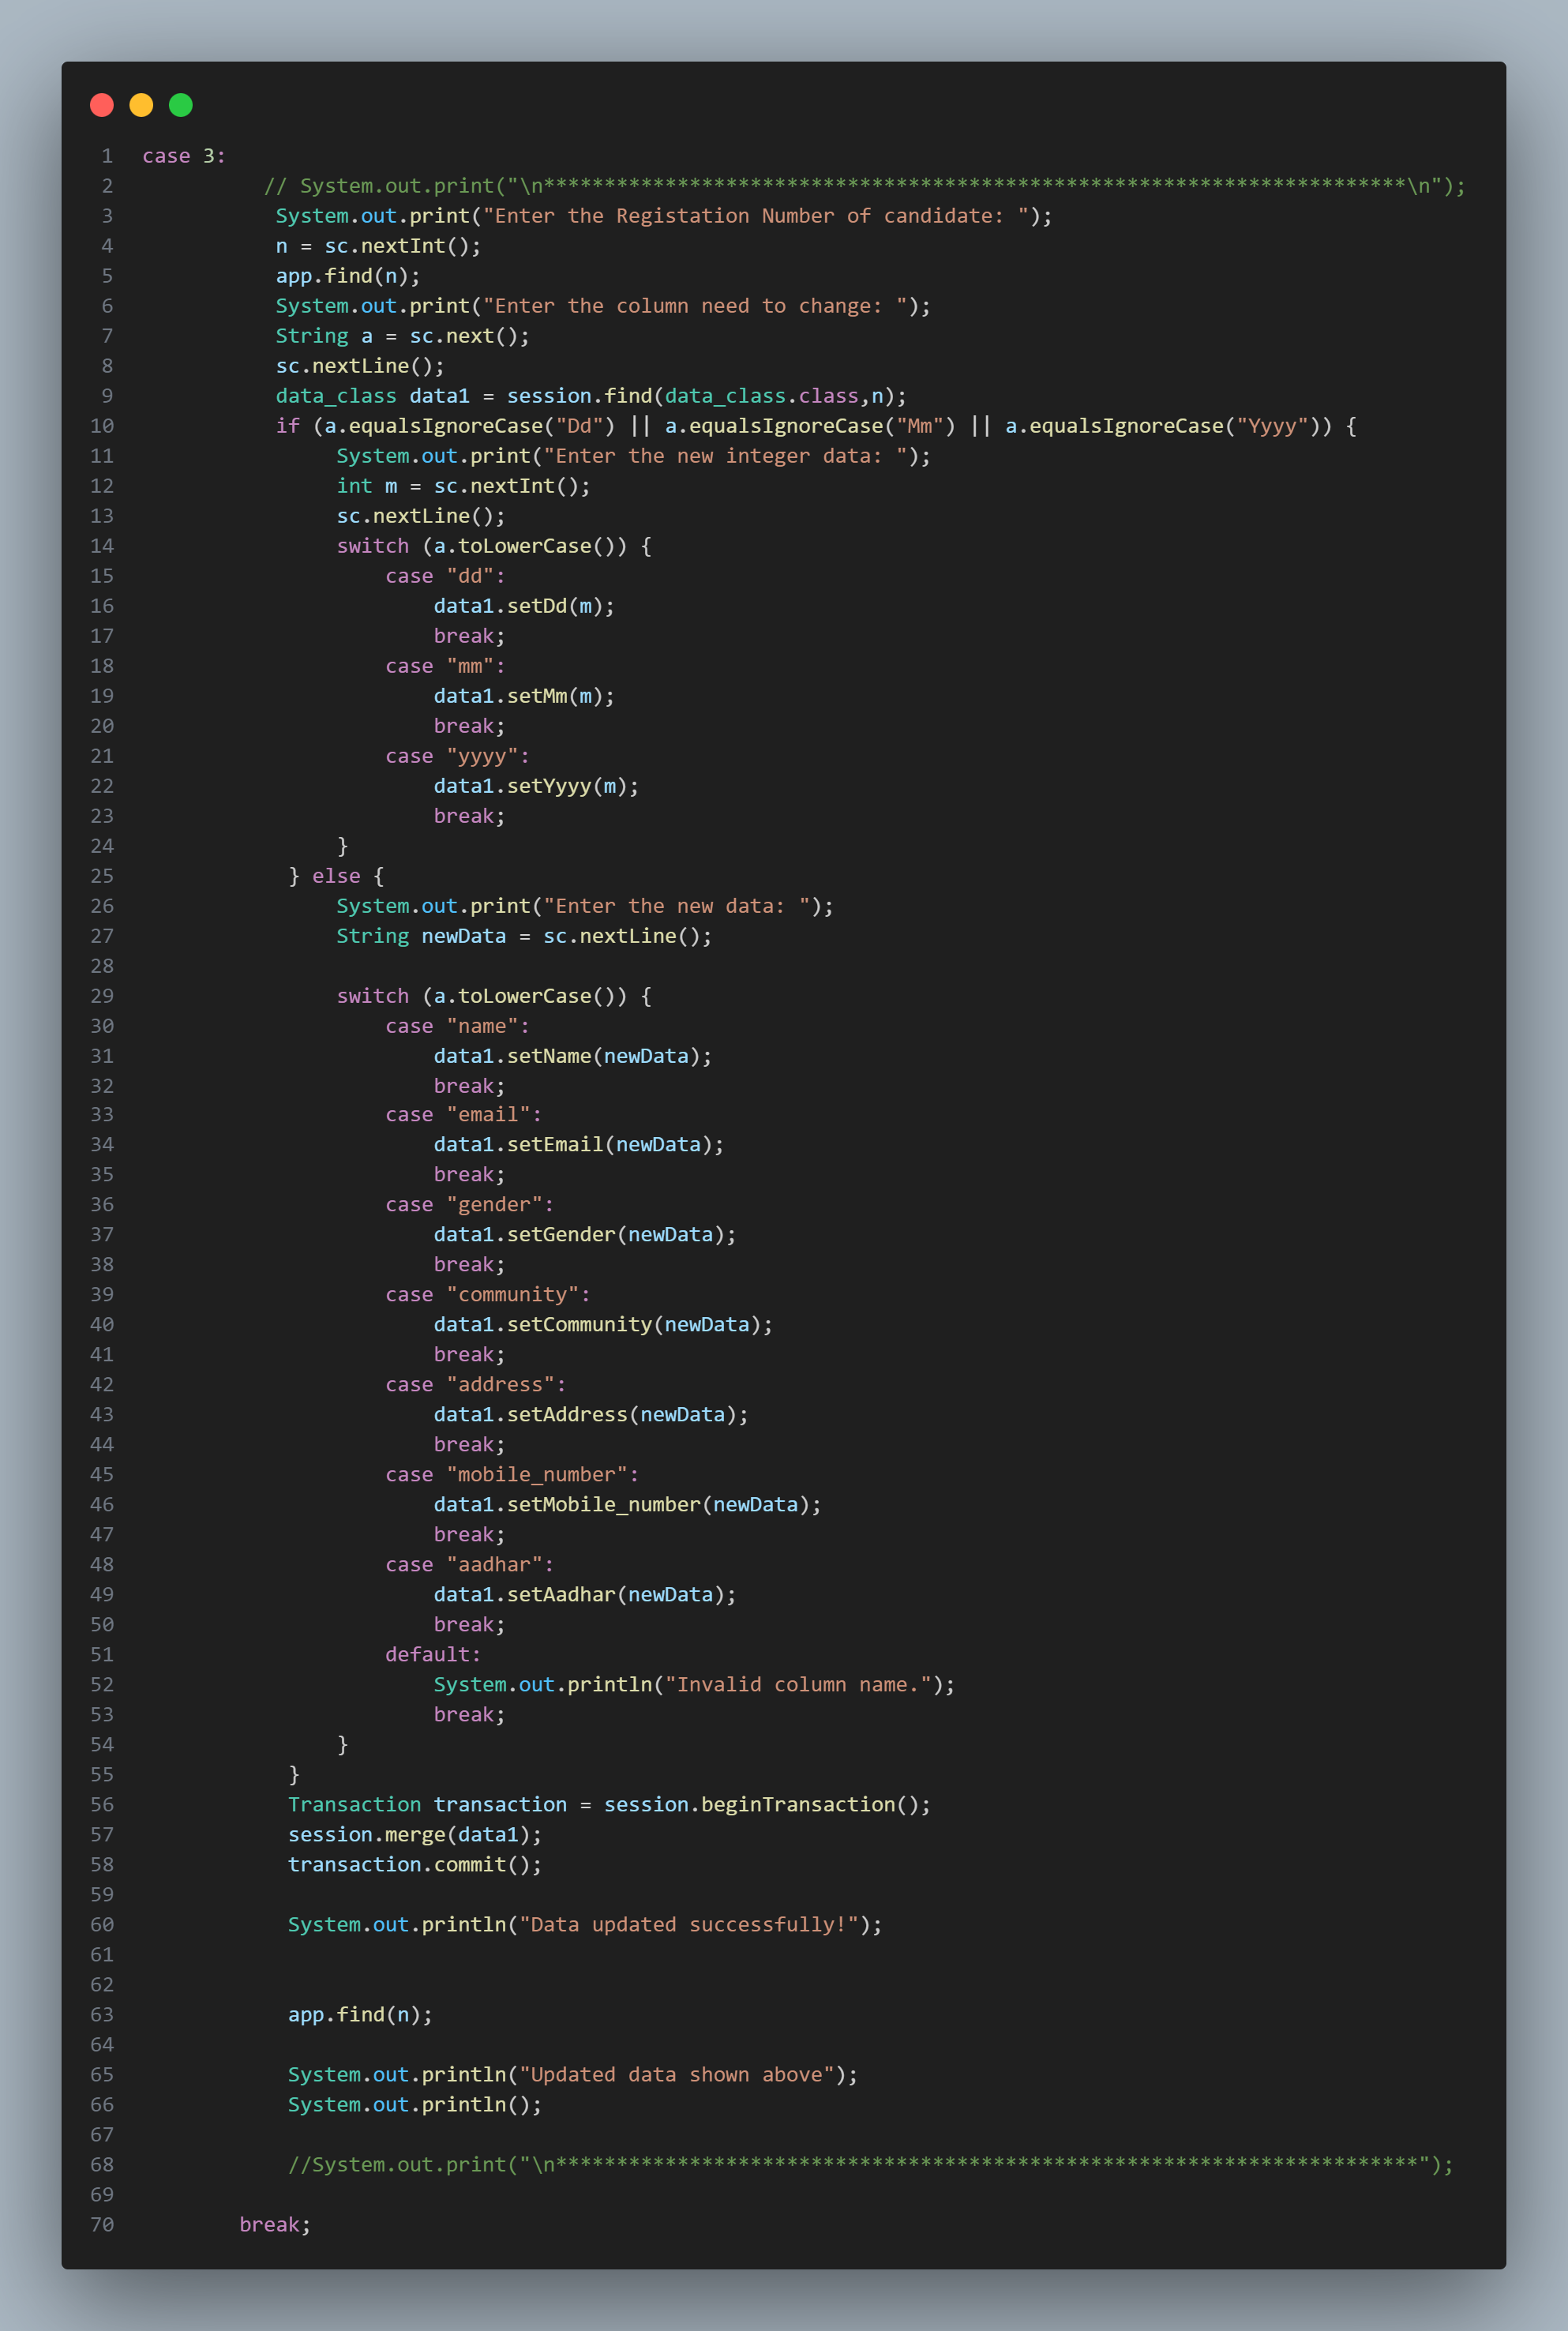 1 case 3:
2 // System.out.print("\n***********************************************************************\n");
3 System.out.print("Enter the Registation Number of candidate: ");
4 n = sc.nextInt();
5 app.find(n);
6 System.out.print("Enter the column need to change: ");
7 String a = sc.next();
8 sc.nextLine();
9 data_class data1 = session.find(data_class.class,n);
10 if (a.equalsIgnoreCase("Dd") || a.equalsIgnoreCase("Mm") || a.equalsIgnoreCase("Yyyy")) {
11 System.out.print("Enter the new integer data: ");
12 int m = sc.nextInt();
13 sc.nextLine();
14 switch (a.toLowerCase()) {
15 case "dd":
16 data1.setDd(m);
17 break;
18 case "mm":
19 data1.setMm(m);
20 break;
21 case "yyyy":
22 data1.setYyyy(m);
23 break;
24 }
25 } else {
26 System.out.print("Enter the new data: ");
27 String newData = sc.nextLine();
28
29 switch (a.toLowerCase()) {
30 case "name":
31 data1.setName(newData);
32 break;
33 case "email":
34 data1.setEmail(newData);
35 break;
36 case "gender":
37 data1.setGender(newData);
38 break;
39 case "community":
40 data1.setCommunity(newData);
41 break;
42 case "address":
43 data1.setAddress(newData);
44 break;
45 case "mobile_number":
46 data1.setMobile_number(newData);
47 break;
48 case "aadhar":
49 data1.setAadhar(newData);
50 break;
51 default:
52 System.out.println("Invalid column name.");
53 break;
54 }
55 }
56 Transaction transaction = session.beginTransaction();
57 session.merge(data1);
58 transaction.commit();
59
60 System.out.println("Data updated successfully!");
61
62
63 app.find(n);
64
65 System.out.println("Updated data shown above");
66 System.out.println();
67
68 //System.out.print("\n***********************************************************************");
69
70 break;